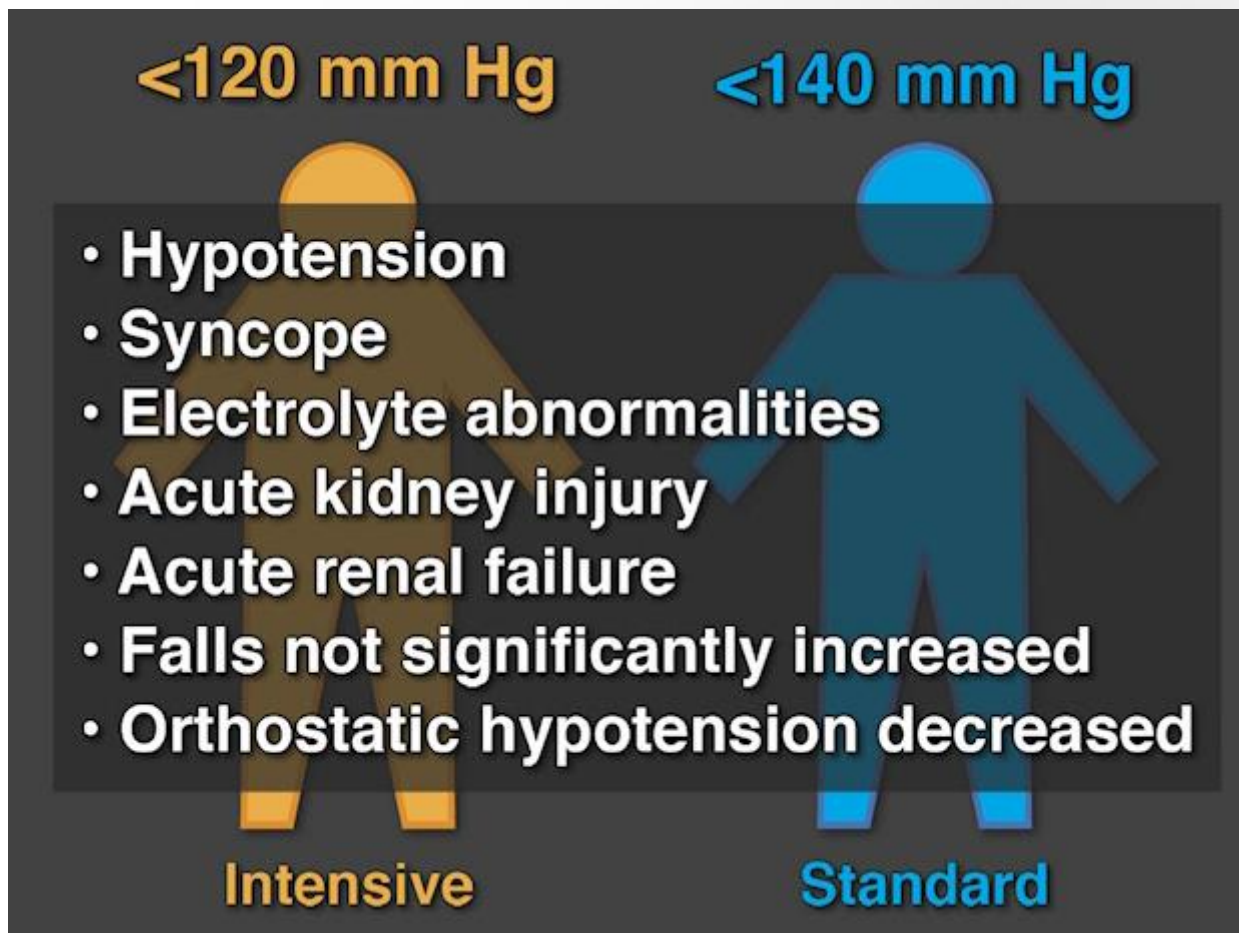 <120 mm Hg
<140 mm Hg
• Hypotension
• Syncope
• Electrolyte abnormalities
• Acute kidney injury
• Acute renal failure
• Falls not significantly increased
• Orthostatic hypotension decreased
Intensive
Standard